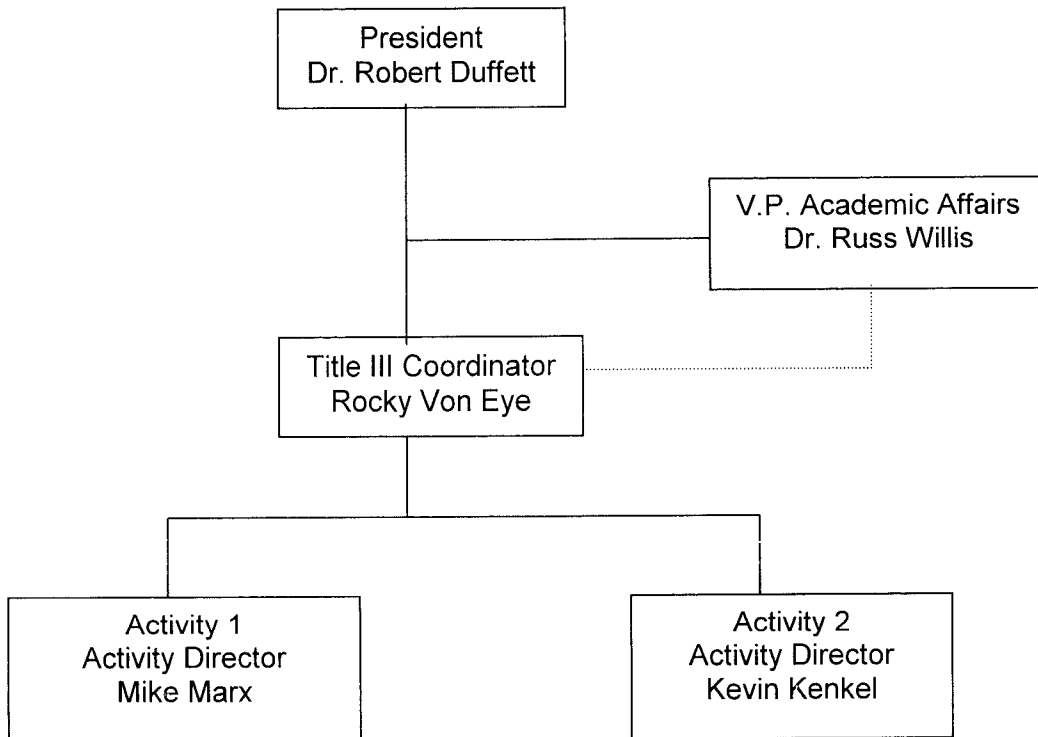 President
Dr. Robert Duffett
V.P. Academic Affairs
Dr. Russ Willis
Title III Coordinator
Rocky Von Eye
Activity 1
Activity Director
Mike Marx
Activity 2
Activity Director
Kevin Kenkel